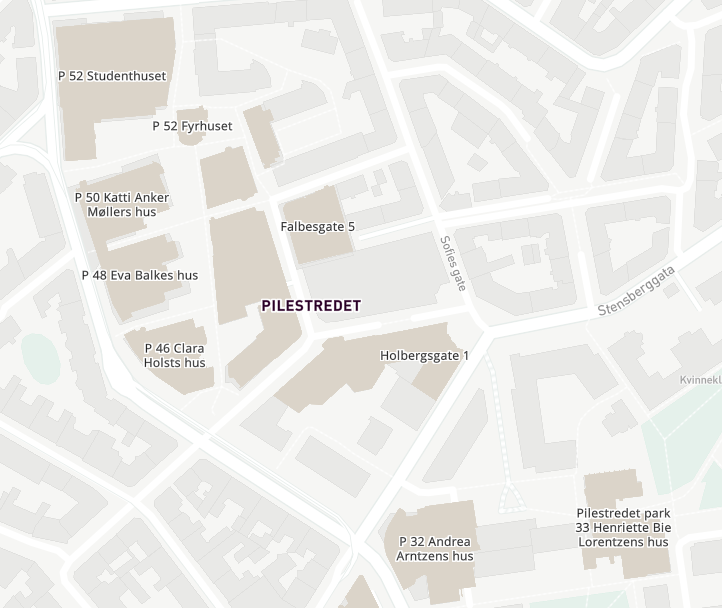 P 52 Studenthuset
P 52 Fyrhuset
P 50 Katti Anker
Møllers hus
Falbesgate 5
Sofies gate
P 48 Eva Balkes hus
Stensberggata
PILESTREDET
P 46 Clara
Holsts hus
Holbergsgate 1
Kvinnekl
Pilestredet park
33 Henriette Bie
Lorentzens hus
P 32 Andrea
Arntzens hus